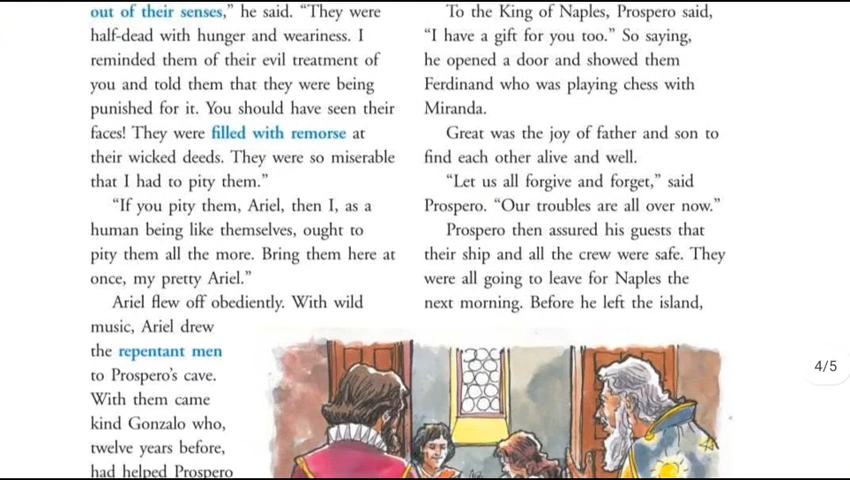 out of their senses,” he said. “They were
half-dead with hunger and weariness. I
reminded them of their evil treatment of
you and told them that they were being
punished for it. You should have seen their
faces! They were filled with remorse at
their wicked deeds. They were so miserable
that I had to pity them.”
“If you pity them, Ariel, then I, as a
human being like themselves, ought to
pity them all the more. Bring them here at
once, my pretty Ariel.”
Ariel flew off obediently. With wild
music, Ariel drew
the repentant men
to Prospero’s cave.
With them came
kind Gonzalo who,
twelve years before,
had helped Prospero
To the King of Naples, Prospero said,
“I have a gift for you too.” So saying,
he opened a door and showed them
Ferdinand who was playing chess with
Miranda.
Great was the joy of father and son to
find each other alive and well.
“Let us all forgive and forget,” said
Prospero. “Our troubles are all over now.”
Prospero then assured his guests that
their ship and all the crew were safe. They
were all going to leave for Naples the
next morning. Before he left the island,
4/5